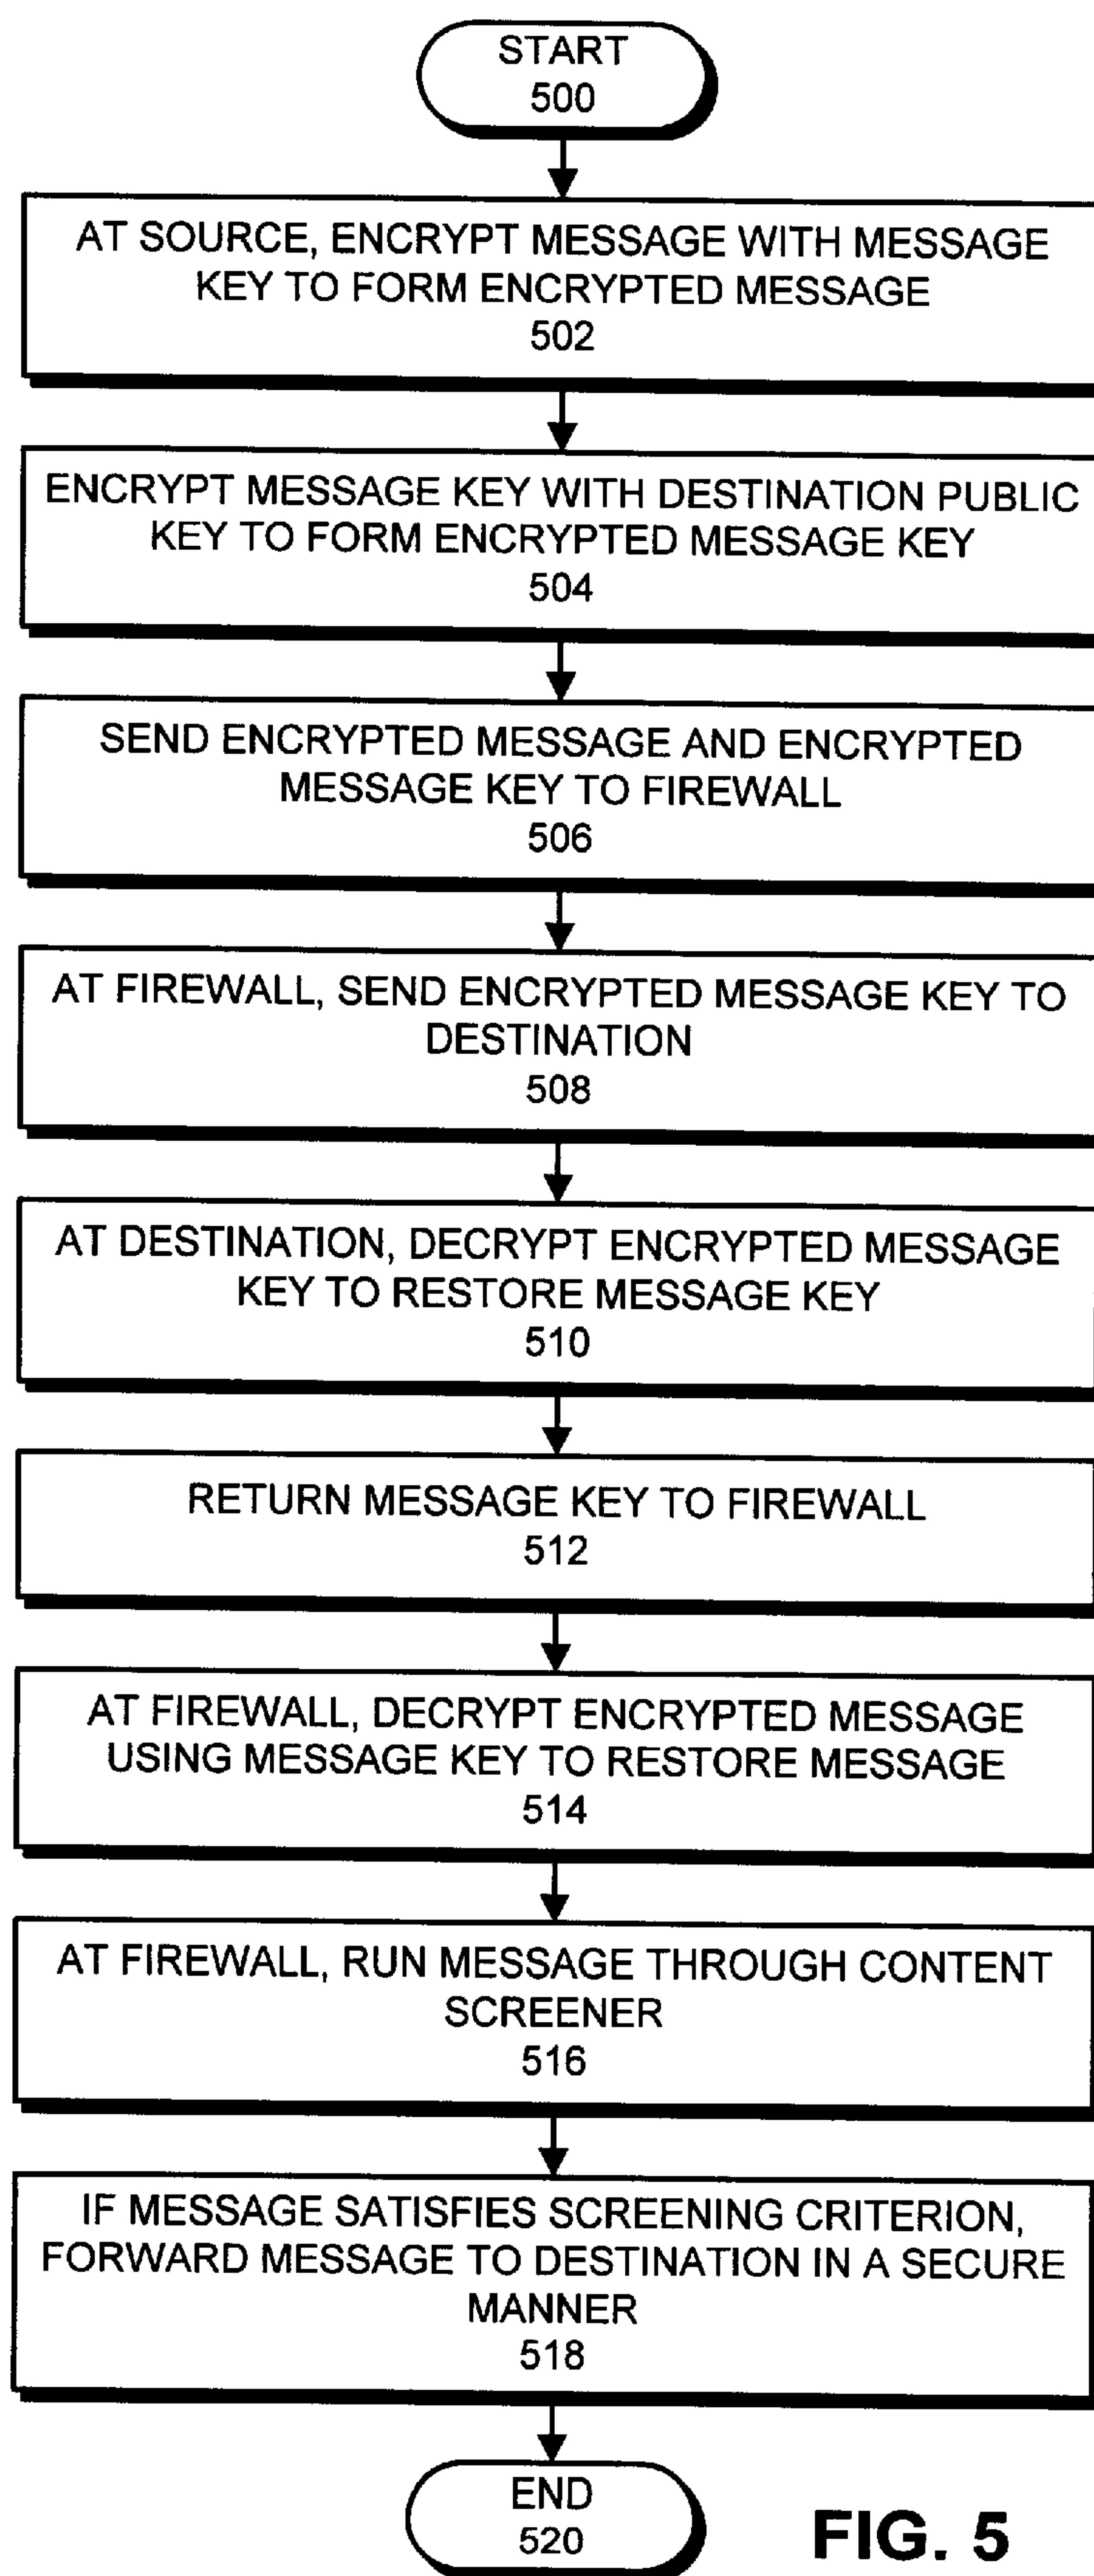 START
500
AT SOURCE, ENCRYPT MESSAGE WITH MESSAGE
KEY TO FORM ENCRYPTED MESSAGE
502
ENCRYPT MESSAGE KEY WITH DESTINATION PUBLIC
KEY TO FORM ENCRYPTED MESSAGE KEY
504
SEND ENCRYPTED MESSAGE AND ENCRYPTED
MESSAGE KEY TO FIREWALL
506
AT FIREWALL, SEND ENCRYPTED MESSAGE KEY TO
DESTINATION
508
AT DESTINATION, DECRYPT ENCRYPTED MESSAGE
KEY TO RESTORE MESSAGE KEY
510
RETURN MESSAGE KEY TO FIREWALL
512
AT FIREWALL, DECRYPT ENCRYPTED MESSAGE
USING MESSAGE KEY TO RESTORE MESSAGE
514
AT FIREWALL, RUN MESSAGE THROUGH CONTENT
SCREENER
516
IF MESSAGE SATISFIES SCREENING CRITERION,
FORWARD MESSAGE TO DESTINATION IN A SECURE
MANNER
518
END
520
FIG. 5